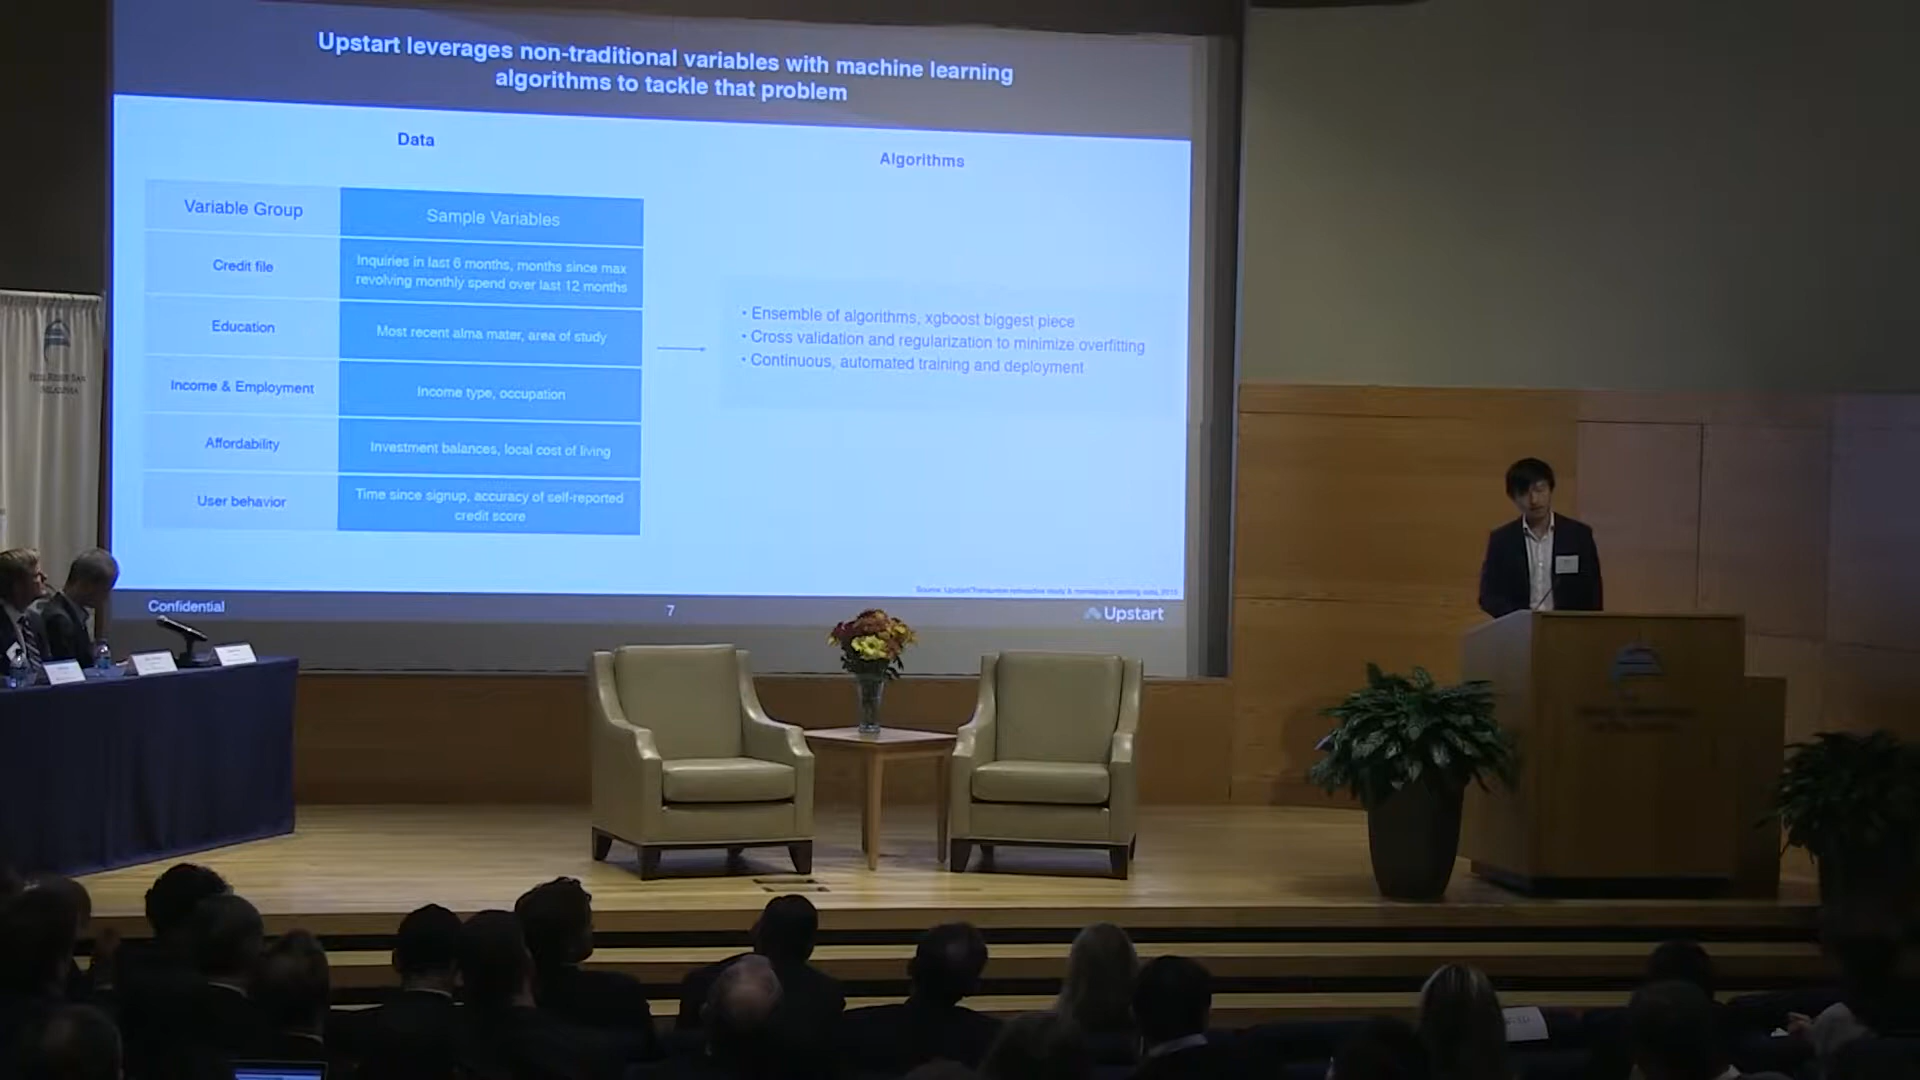 Upstart leverages non-traditional variables with machine learning
algorithms to tackle that problem
Data
Algorithms
Variable Group
Sample Variables
Credit file
Inquiries in last 6 months, months since max
revolving monthly spend over last 12 months
Education
Most recent alma mater, area of study
Income & Employment
Income type, occupation
Affordability
Investment balances, local cost of living
User behavior
Time since signup, accuracy of self-reported
credit score
• Ensemble of algorithms, xgboost biggest piece
• Cross validation and regularization to minimize overfitting
• Continuous, automated training and deployment
Confidential
7
Upstart